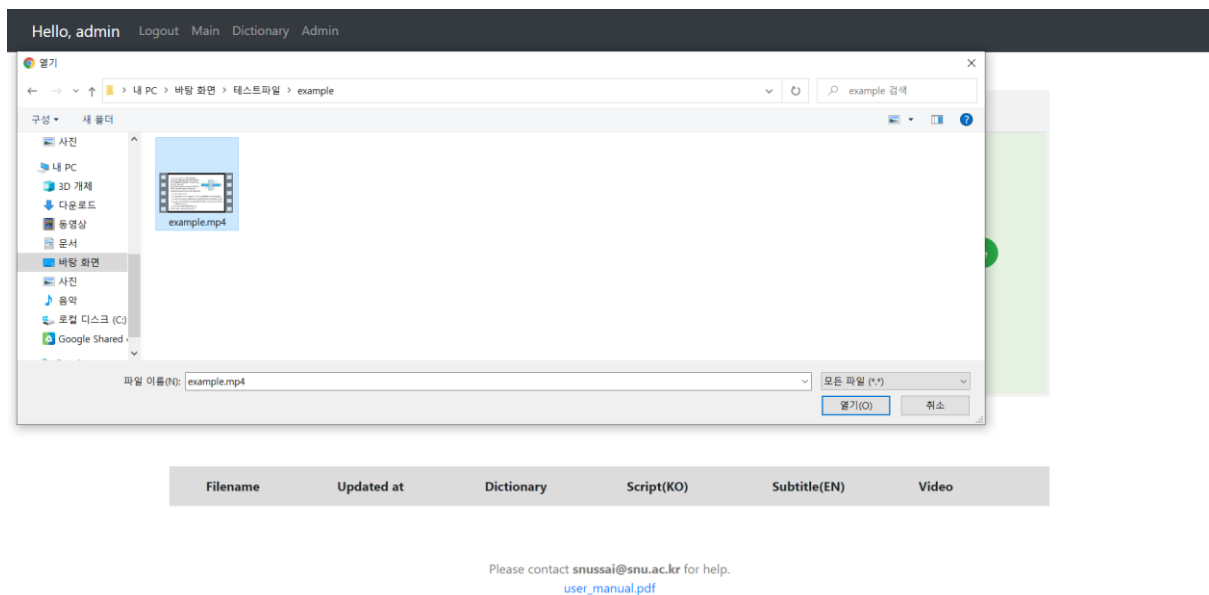 Hello, admin Logout Main Dictionary Admin
열기
내 PC > 바탕 화면 > 테스트파일 > example
example 검색
구성 새 폴더
사진
내 PC
3D 개체
다운로드
동영상
문서
바탕 화면
사진
음악
로컬 디스크 (C:)
Google Shared
example.mp4
파일 이름(N): example.mp4
모든 파일 (*.*)
열기(O) 취소
Filename Updated at Dictionary Script(KO) Subtitle(EN) Video
Please contact snussai@snu.ac.kr for help.
user_manual.pdf